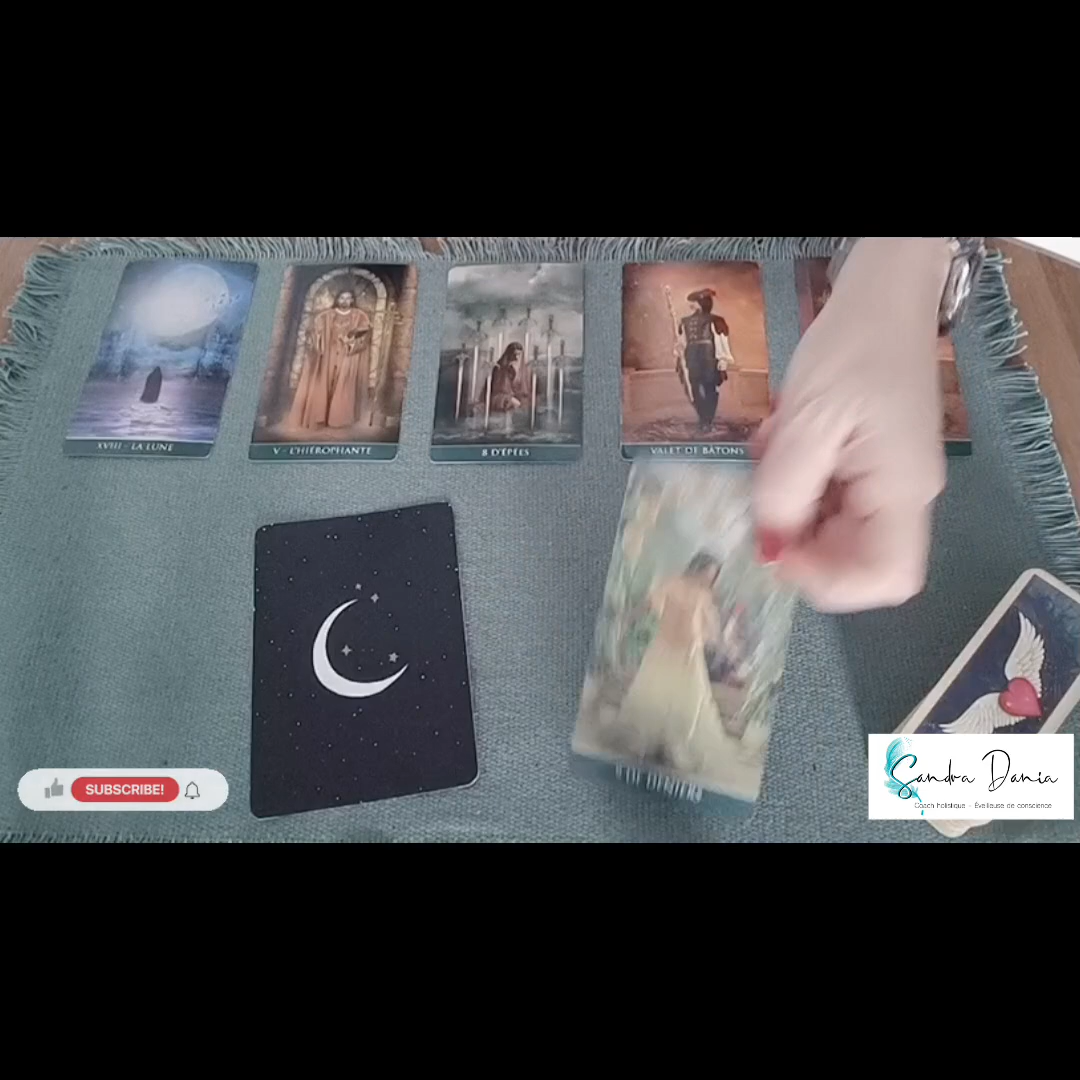 XVIII - LA LUNE
V - L'HIÉROPHANTE
8 D'ÉPÉES
VALET DE BÂTONS
SUBSCRIBE!
Sandra Dania
Coach holistique - Éveilleuse de conscience